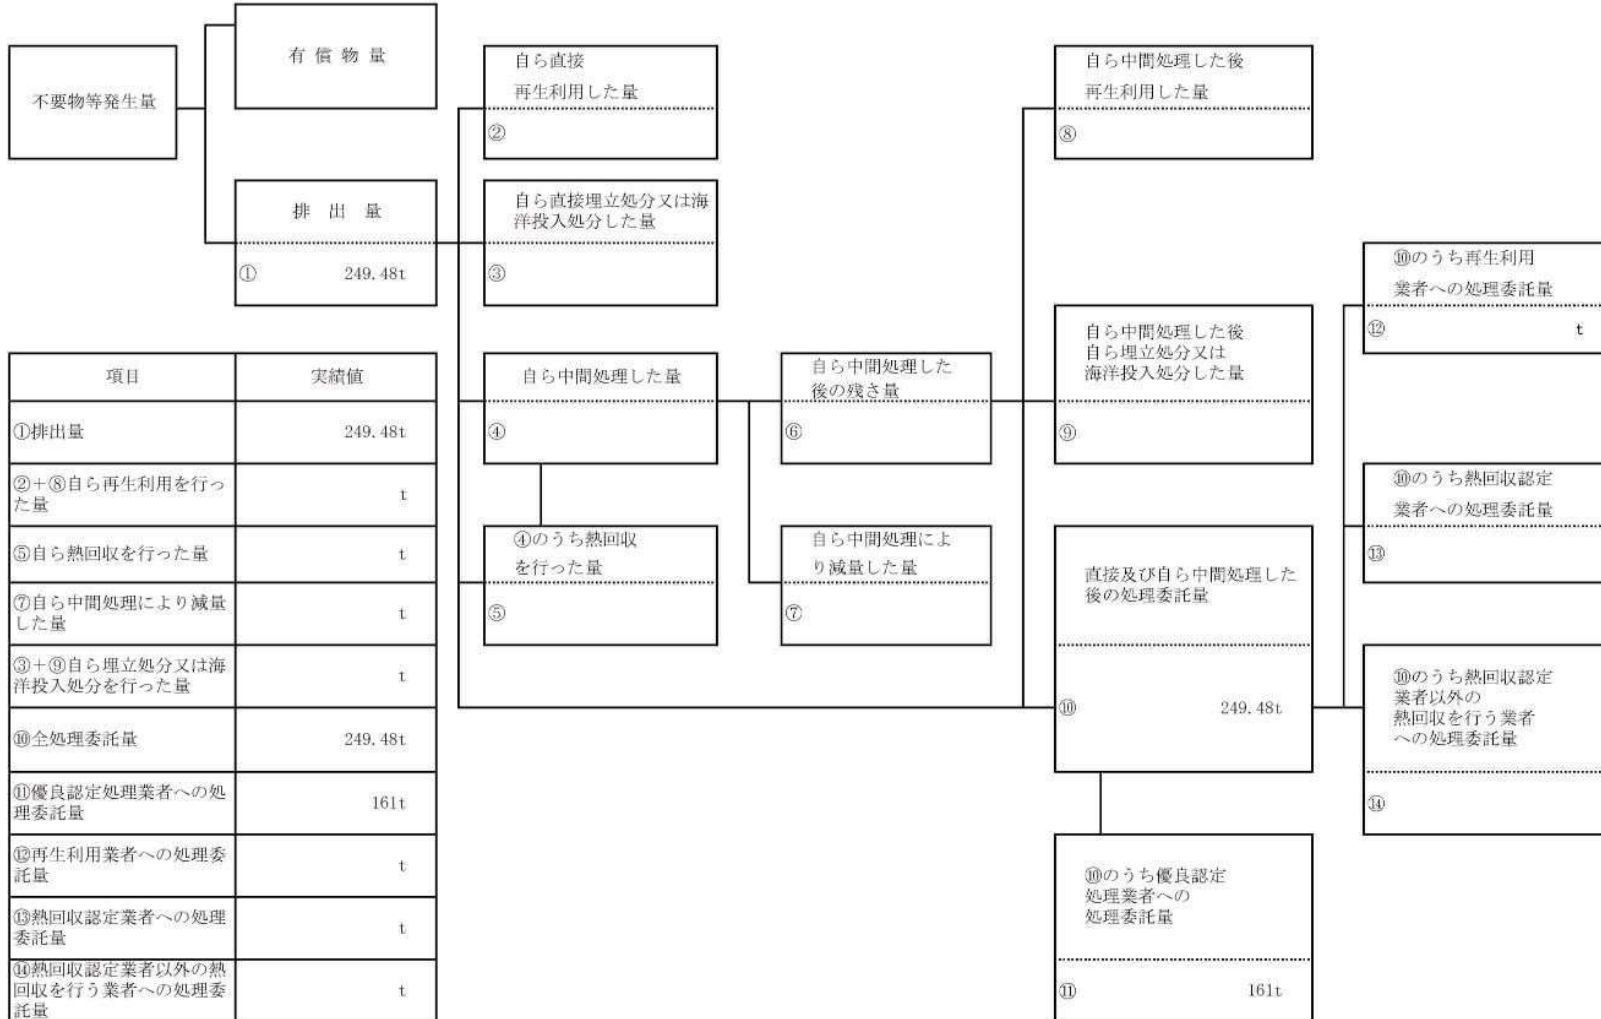 不要物等発生量
有償物量
排出量
① 249.48t
自ら直接
再生利用した量
②
自ら直接埋立処分又は海
洋投入処分した量
③
自ら中間処理した量
④
④のうち熱回収
を行った量
⑤
自ら中間処理した
後の残さ量
⑥
自ら中間処理によ
り減量した量
⑦
自ら中間処理した後
再生利用した量
⑧
自ら中間処理した後
自ら埋立処分又は
海洋投入処分した量
⑨
直接及び自ら中間処理した
後の処理委託量
⑩ 249.48t
⑩のうち優良認定
処理業者への
処理委託量
⑪ 161t
⑩のうち再生利用
業者への処理委託量
⑫ t
⑩のうち熱回収認定
業者への処理委託量
⑬
⑩のうち熱回収認定
業者以外の
熱回収を行う業者
への処理委託量
⑭
項目 実績値
①排出量 249.48t
②+⑧自ら再生利用を行っ
た量 t
⑤自ら熱回収を行った量 t
⑦自ら中間処理により減量
した量 t
③+⑨自ら埋立処分又は海
洋投入処分を行った量 t
⑩全処理委託量 249.48t
⑪優良認定処理業者への処
理委託量 161t
⑫再生利用業者への処理委
託量 t
⑬熱回収認定業者への処理
委託量 t
⑭熱回収認定業者以外の熱
回収を行う業者への処理委
託量 t